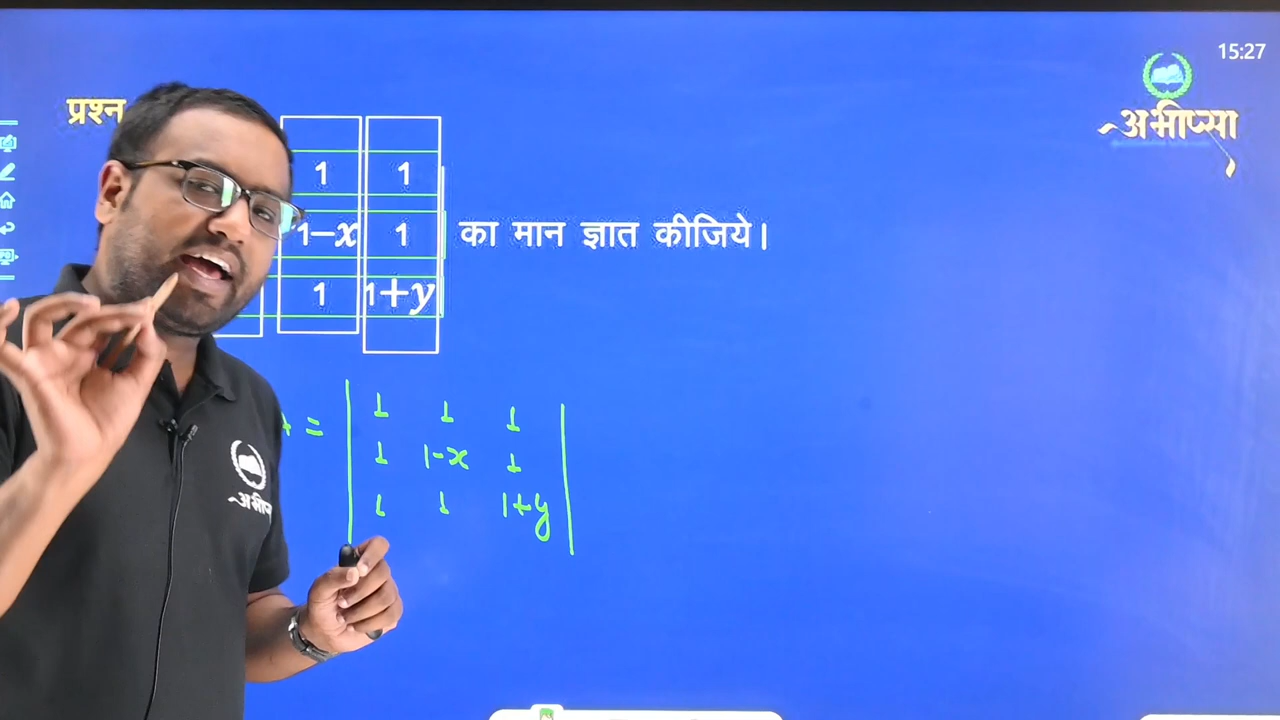 15:27
अभीप्सा
प्रश्न
1 1
1−x 1 का मान ज्ञात कीजिये।
1 1+y
=
1 1 1
1 1-x 1
1 1 1+y